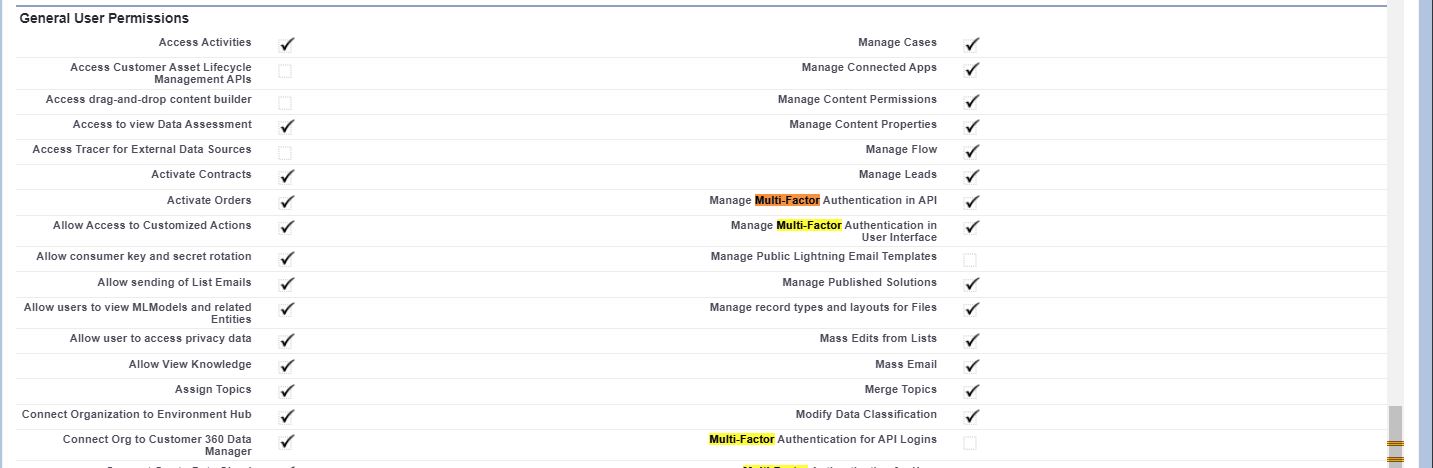 General User Permissions
Access Activities
Manage Cases
Access Customer Asset Lifecycle
Management APIs
Manage Connected Apps
Access drag-and-drop content builder
Manage Content Permissions
Access to view Data Assessment
Manage Content Properties
Access Tracer for External Data Sources
Manage Flow
Activate Contracts
Manage Leads
Activate Orders
Manage Multi-Factor Authentication in API
Allow Access to Customized Actions
Manage Multi-Factor Authentication in
User Interface
Allow consumer key and secret rotation
Manage Public Lightning Email Templates
Allow sending of List Emails
Manage Published Solutions
Allow users to view MLModels and related
Entities
Manage record types and layouts for Files
Allow user to access privacy data
Mass Edits from Lists
Allow View Knowledge
Mass Email
Assign Topics
Merge Topics
Connect Organization to Environment Hub
Modify Data Classification
Connect Org to Customer 360 Data
Manager
Multi-Factor Authentication for API Logins